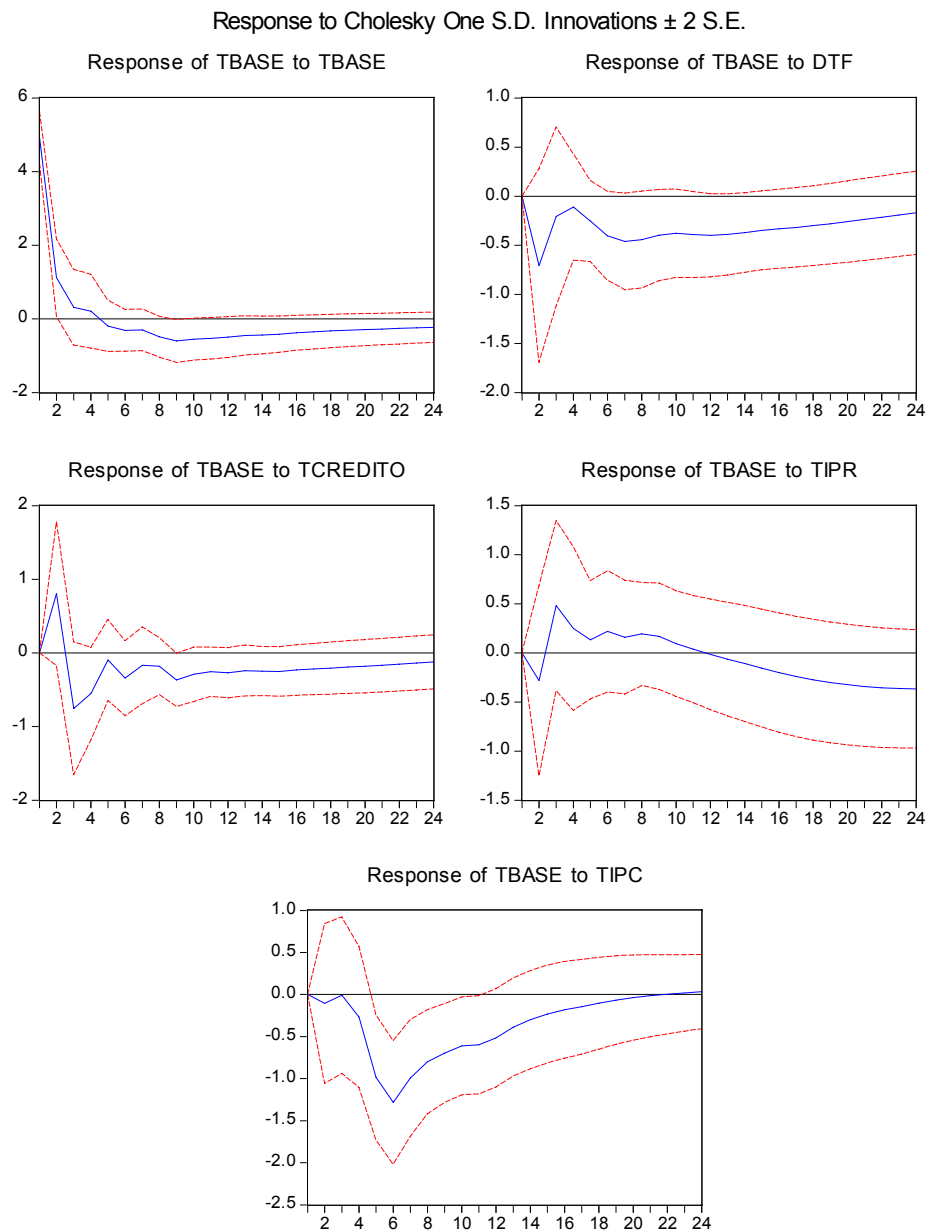 Response to Cholesky One S.D. Innovations ± 2 S.E.
Response of TBASE to TBASE
6
4
2
0
-2
2 4 6 8 10 12 14 16 18 20 22 24
Response of TBASE to DTF
1.0
0.5
0.0
-0.5
-1.0
-1.5
-2.0
2 4 6 8 10 12 14 16 18 20 22 24
Response of TBASE to TCREDITO
2
1
0
-1
-2
2 4 6 8 10 12 14 16 18 20 22 24
Response of TBASE to TIPR
1.5
1.0
0.5
0.0
-0.5
-1.0
-1.5
2 4 6 8 10 12 14 16 18 20 22 24
Response of TBASE to TIPC
1.0
0.5
0.0
-0.5
-1.0
-1.5
-2.0
-2.5
2 4 6 8 10 12 14 16 18 20 22 24